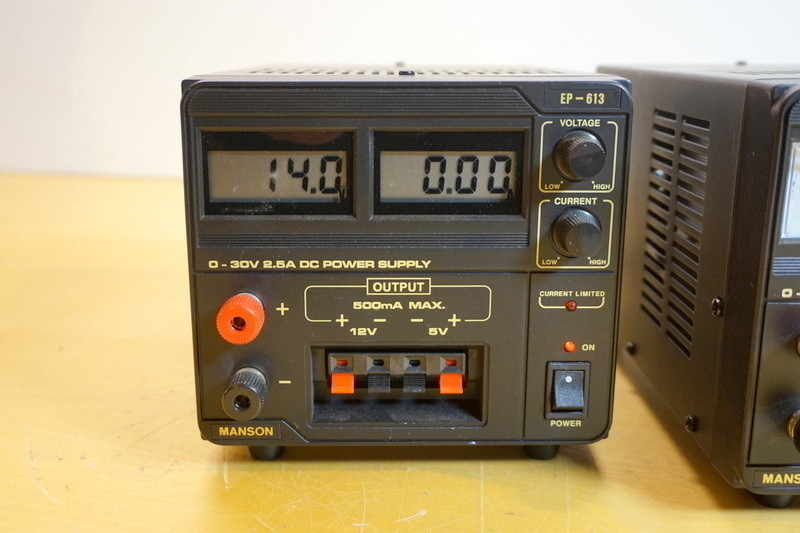 EP-613
VOLTAGE
LOW HIGH
14.0 V
0.00 A
CURRENT
LOW HIGH
0-30V 2.5A DC POWER SUPPLY
OUTPUT
500mA MAX.
+ - - +
12V 5V
CURRENT LIMITED
+
ON
-
POWER
MANSON
0-
MANS